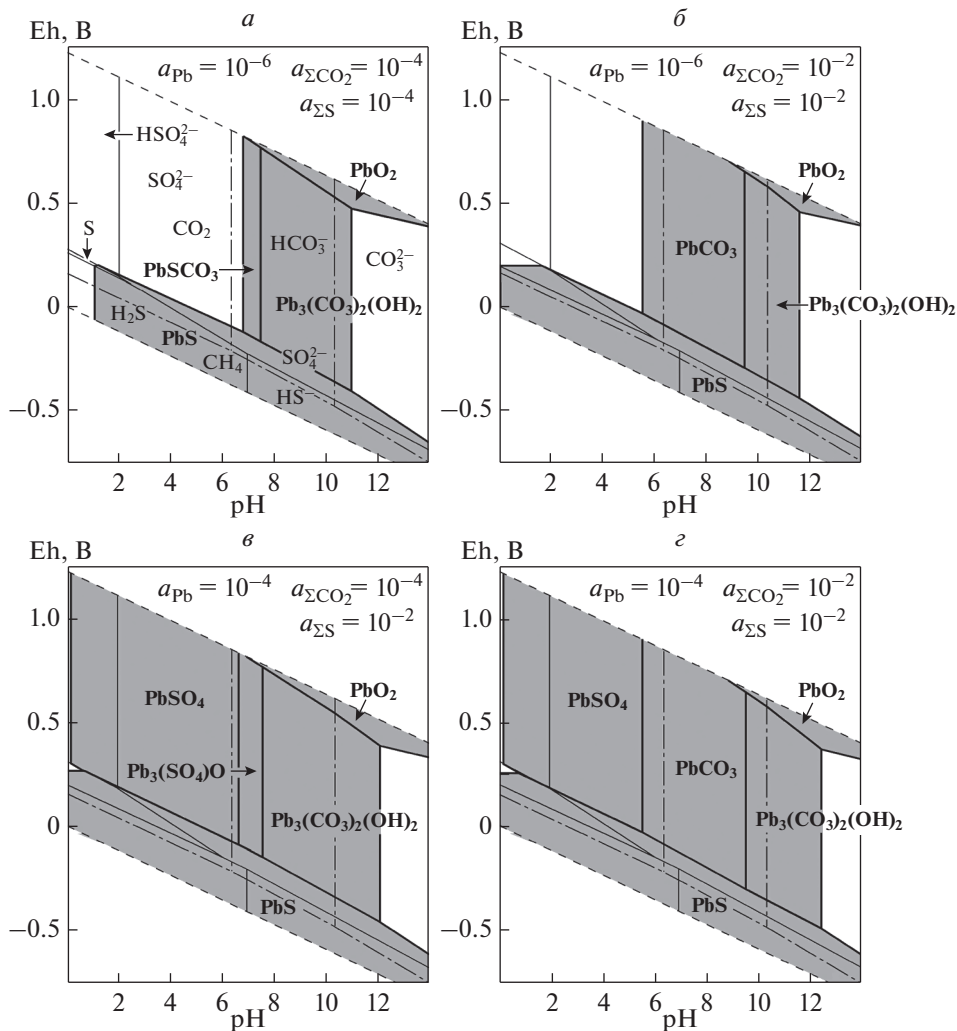 а
Eh, В
a_Pb = 10^−6 a_ΣCO2 = 10^−4
a_ΣS = 10^−4
1.0
0.5
0
−0.5
HSO4^2−
SO4^2−
S
CO2
PbSCO3
HCO3^−
CO3^2−
PbO2
Pb3(CO3)2(OH)2
H2S
PbS
CH4
SO4^2−
HS^−
2 4 6 8 10 12
pH
б
Eh, В
a_Pb = 10^−6 a_ΣCO2 = 10^−2
a_ΣS = 10^−2
1.0
0.5
0
−0.5
PbO2
PbCO3
Pb3(CO3)2(OH)2
PbS
2 4 6 8 10 12
pH
в
Eh, В
a_Pb = 10^−4 a_ΣCO2 = 10^−4
a_ΣS = 10^−2
1.0
0.5
0
−0.5
PbSO4
PbO2
Pb3(SO4)O
Pb3(CO3)2(OH)2
PbS
2 4 6 8 10 12
pH
г
Eh, В
a_Pb = 10^−4 a_ΣCO2 = 10^−2
a_ΣS = 10^−2
1.0
0.5
0
−0.5
PbSO4
PbO2
PbCO3
Pb3(CO3)2(OH)2
PbS
2 4 6 8 10 12
pH